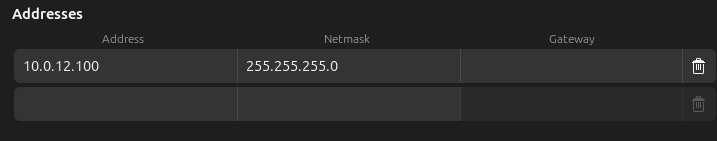 Addresses
Address Netmask Gateway
10.0.12.100 255.255.255.0